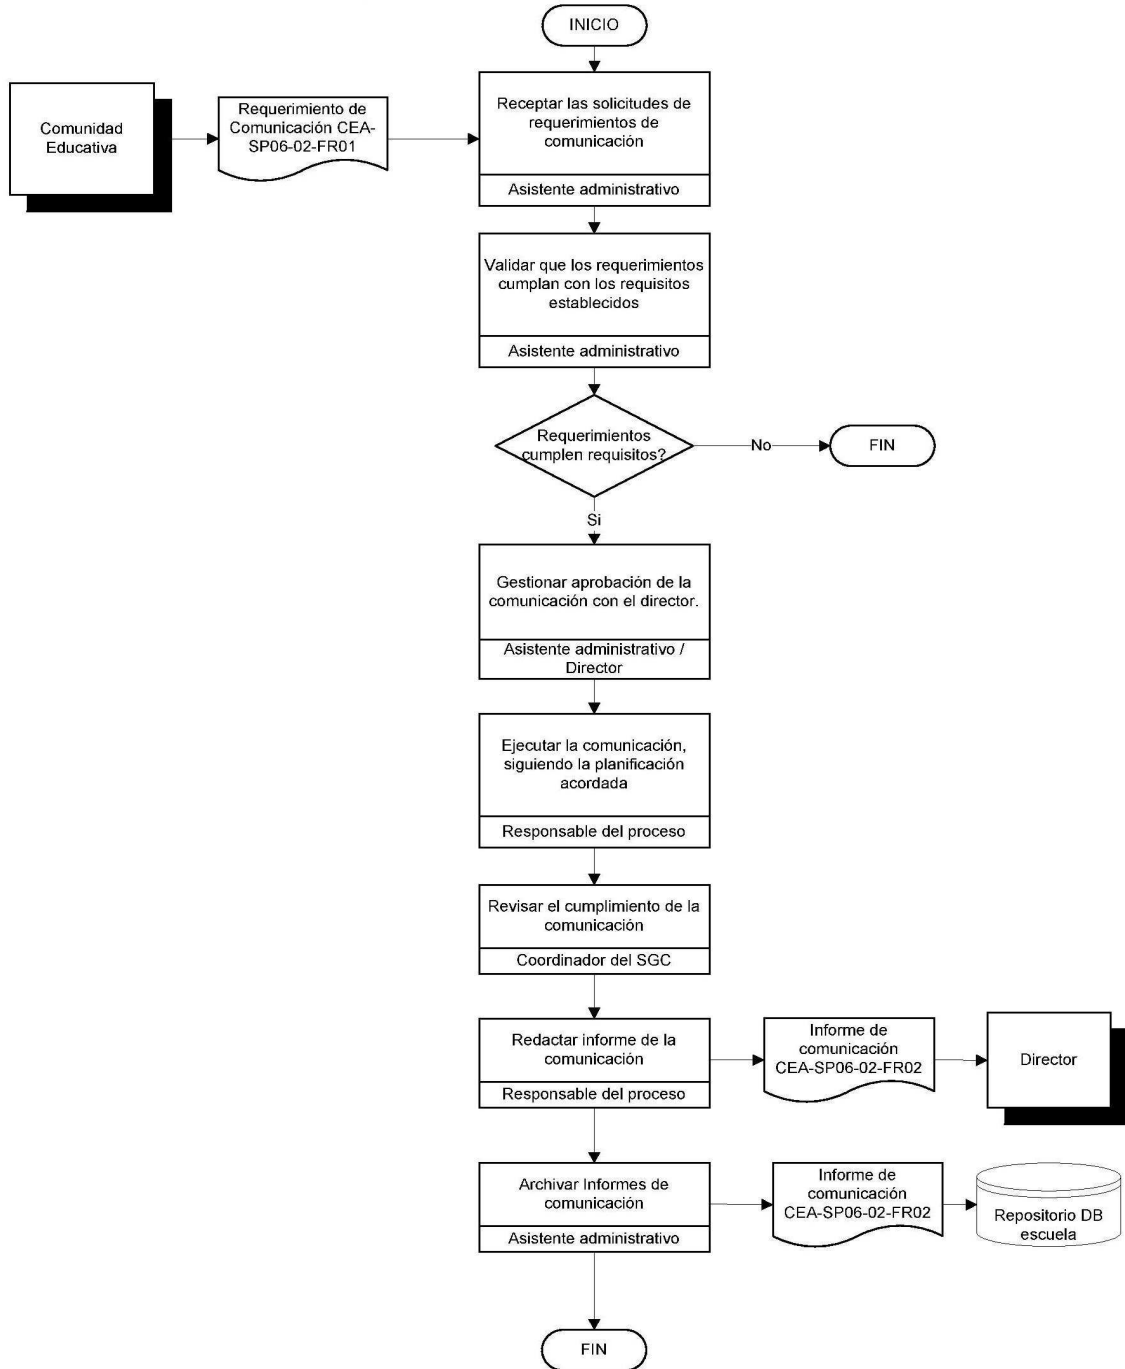 INICIO
Comunidad
Educativa
Requerimiento de
Comunicación CEA-
SP06-02-FR01
Receptar las solicitudes de
requerimientos de
comunicación
Asistente administrativo
Validar que los requerimientos
cumplan con los requisitos
establecidos
Asistente administrativo
Requerimientos
cumplen requisitos?
No
FIN
Si
Gestionar aprobación de la
comunicación con el director.
Asistente administrativo /
Director
Ejecutar la comunicación,
siguiendo la planificación
acordada
Responsable del proceso
Revisar el cumplimiento de la
comunicación
Coordinador del SGC
Redactar informe de la
comunicación
Responsable del proceso
Informe de
comunicación
CEA-SP06-02-FR02
Director
Archivar Informes de
comunicación
Asistente administrativo
Informe de
comunicación
CEA-SP06-02-FR02
Repositorio DB
escuela
FIN